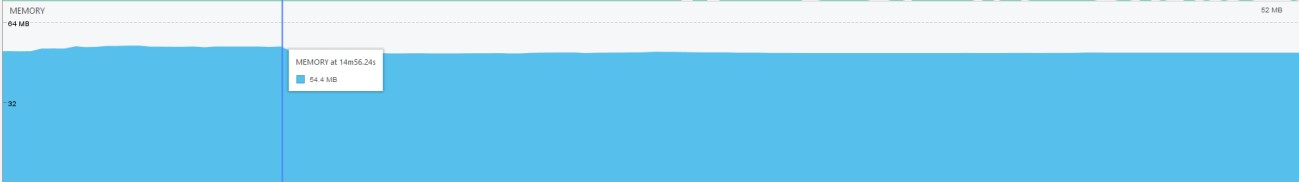 MEMORY
52 MB
64 MB
MEMORY at 14m56.24s
54.4 MB
32